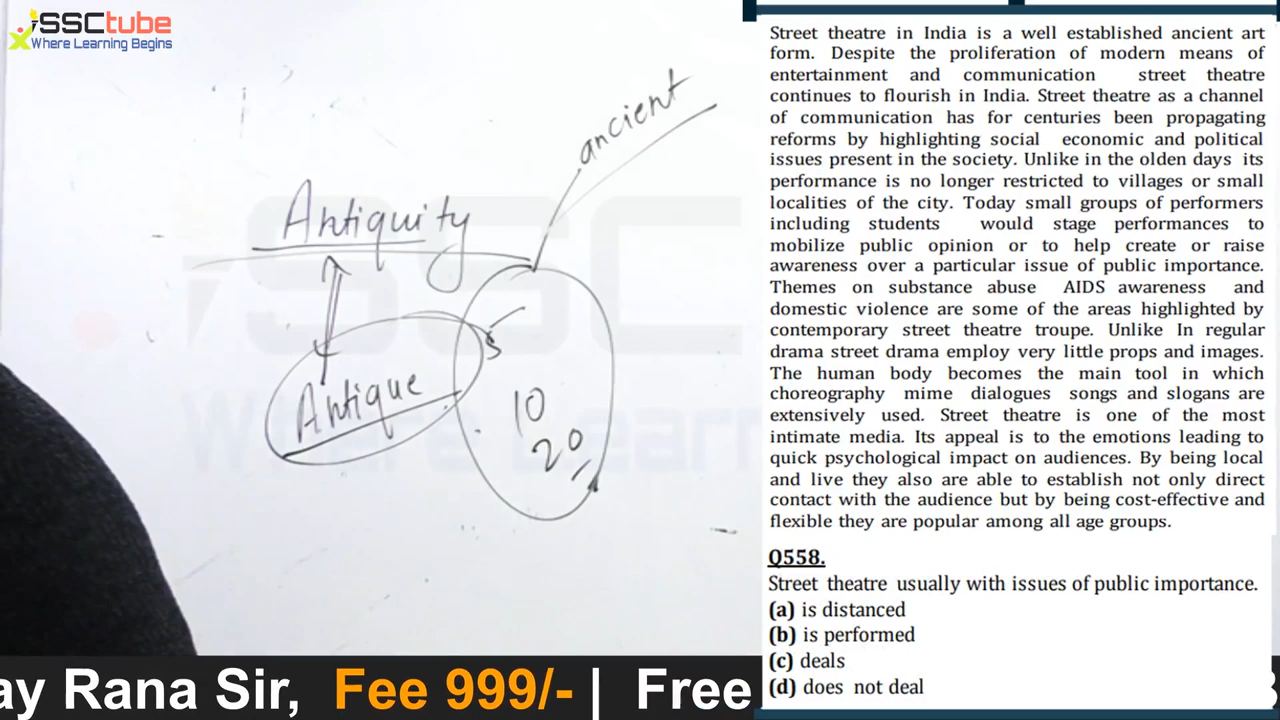 SSCtube
Where Learning Begins
ancient
Antiquity
Antique
s
10
20
Street theatre in India is a well established ancient art
form. Despite the proliferation of modern means of
entertainment and communication street theatre
continues to flourish in India. Street theatre as a channel
of communication has for centuries been propagating
reforms by highlighting social economic and political
issues present in the society. Unlike in the olden days its
performance is no longer restricted to villages or small
localities of the city. Today small groups of performers
including students would stage performances to
mobilize public opinion or to help create or raise
awareness over a particular issue of public importance.
Themes on substance abuse AIDS awareness and
domestic violence are some of the areas highlighted by
contemporary street theatre troupe. Unlike In regular
drama street drama employ very little props and images.
The human body becomes the main tool in which
choreography mime dialogues songs and slogans are
extensively used. Street theatre is one of the most
intimate media. Its appeal is to the emotions leading to
quick psychological impact on audiences. By being local
and live they also are able to establish not only direct
contact with the audience but by being cost-effective and
flexible they are popular among all age groups.
Q558.
Street theatre usually with issues of public importance.
(a) is distanced
(b) is performed
(c) deals
(d) does not deal
ay Rana Sir, Fee 999/- | Free